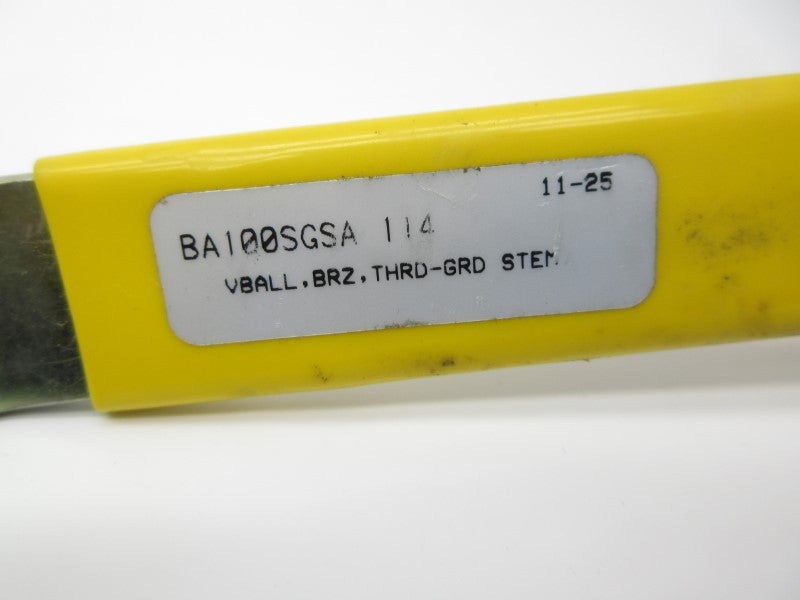 11-25
BA100SGSA 114
VBALL,BRZ,THRD-GRD STEM